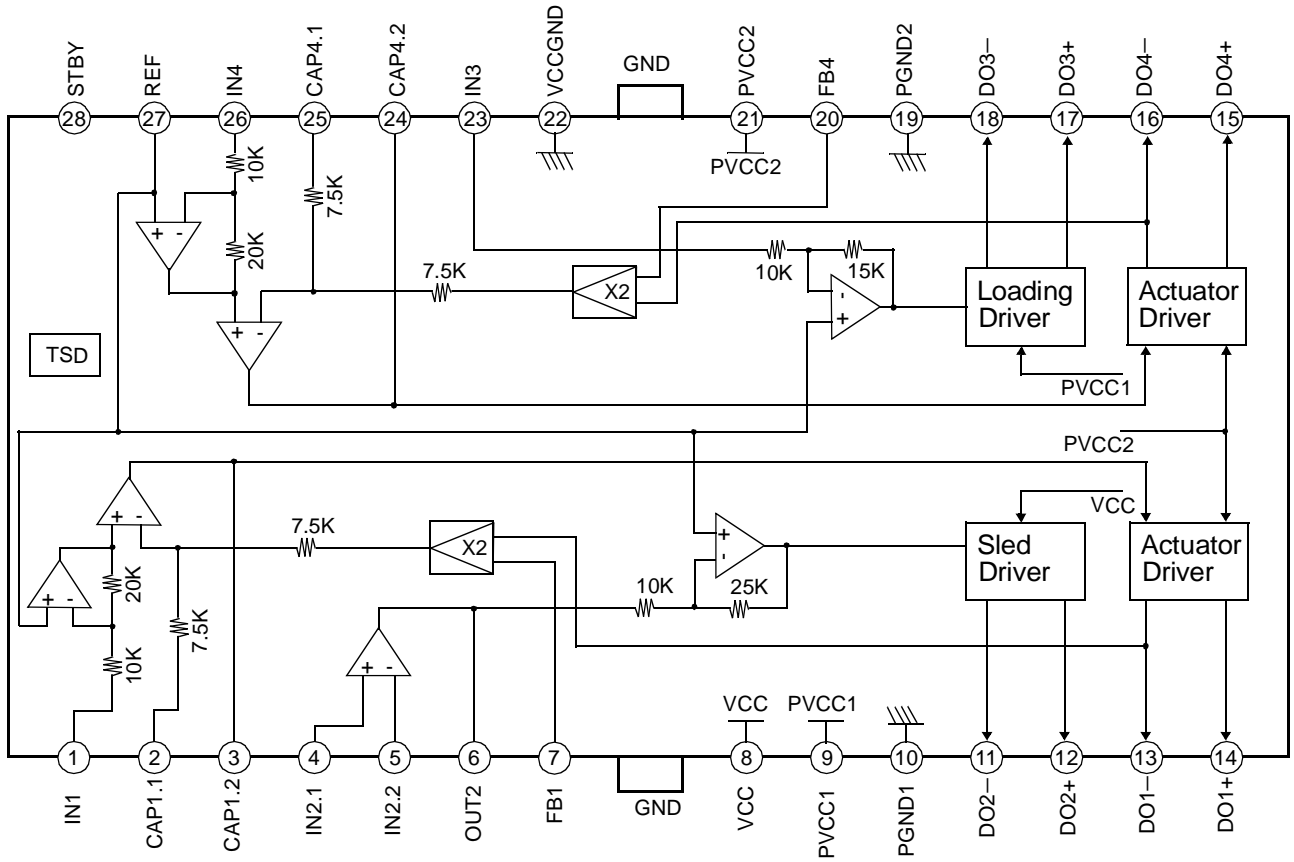 STBY
REF
IN4
CAP4.1
CAP4.2
IN3
VCCGND
GND
PVCC2
FB4
PGND2
DO3−
DO3+
DO4−
DO4+
28
27
26
25
24
23
22
21
20
19
18
17
16
15
PVCC2
10K
7.5K
20K
+ -
7.5K
X2
10K
15K
-
+
Loading
Driver
Actuator
Driver
+ -
TSD
PVCC1
PVCC2
VCC
+ -
7.5K
X2
+
-
Sled
Driver
Actuator
Driver
20K
10K
25K
+ -
7.5K
10K
+ -
VCC
PVCC1
1
2
3
4
5
6
7
8
9
10
11
12
13
14
IN1
CAP1.1
CAP1.2
IN2.1
IN2.2
OUT2
FB1
GND
VCC
PVCC1
PGND1
DO2−
DO2+
DO1−
DO1+